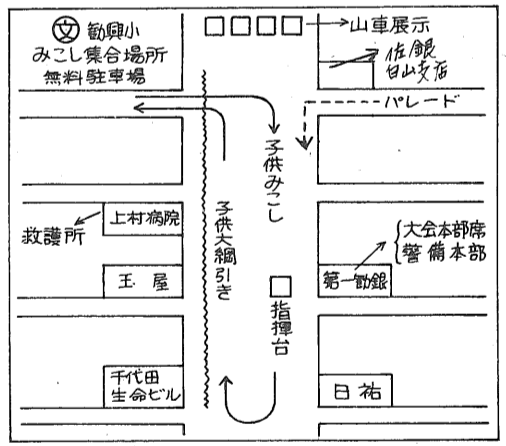 文 勧興小
みこし集合場所
無料駐車場
山車展示
佐銀
白山支店
パレード
子供みこし
子供大綱引き
上村病院
救護所
玉屋
大会本部席
警備本部
第一勧銀
指揮台
千代田
生命ビル
日祐